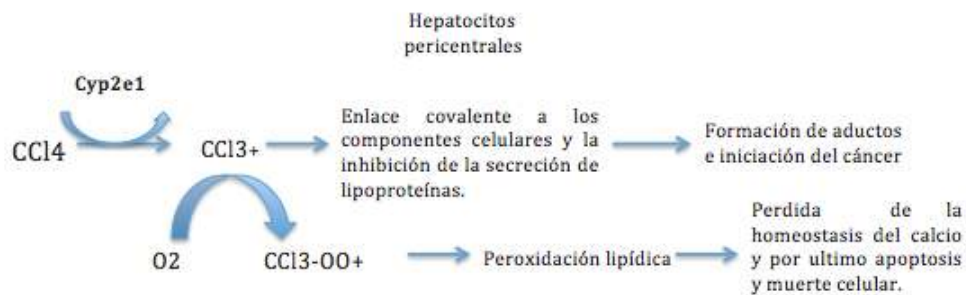 Hepatocitos
pericentrales
Cyp2e1
CCl4
CCl3+
Enlace covalente a los
componentes celulares y la
inhibición de la secreción de
lipoproteínas.
Formación de aductos
e iniciación del cáncer
O2
CCl3-OO+
Peroxidación lipídica
Perdida de la
homeostasis del calcio
y por ultimo apoptosis
y muerte celular.